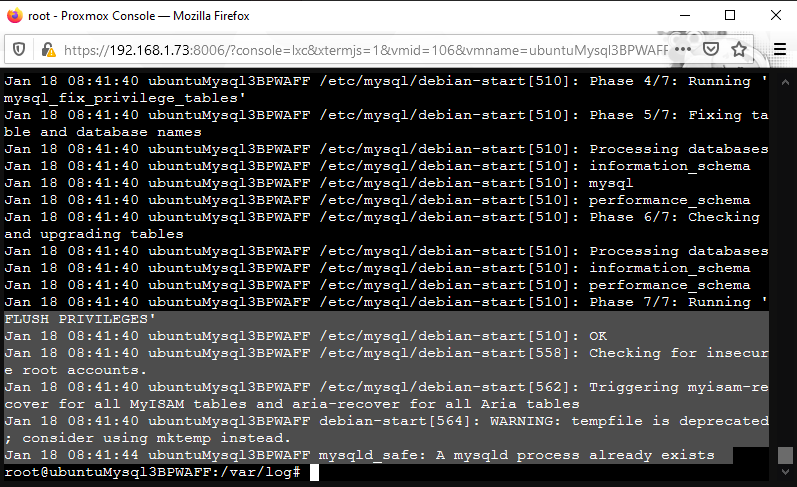 root - Proxmox Console — Mozilla Firefox
https://192.168.1.73:8006/?console=lxc&xtermjs=1&vmid=106&vmname=ubuntuMysql3BPWAFF
Jan 18 08:41:40 ubuntuMysql3BPWAFF /etc/mysql/debian-start[510]: Phase 4/7: Running '
mysql_fix_privilege_tables'
Jan 18 08:41:40 ubuntuMysql3BPWAFF /etc/mysql/debian-start[510]: Phase 5/7: Fixing ta
ble and database names
Jan 18 08:41:40 ubuntuMysql3BPWAFF /etc/mysql/debian-start[510]: Processing databases
Jan 18 08:41:40 ubuntuMysql3BPWAFF /etc/mysql/debian-start[510]: information_schema
Jan 18 08:41:40 ubuntuMysql3BPWAFF /etc/mysql/debian-start[510]: mysql
Jan 18 08:41:40 ubuntuMysql3BPWAFF /etc/mysql/debian-start[510]: performance_schema
Jan 18 08:41:40 ubuntuMysql3BPWAFF /etc/mysql/debian-start[510]: Phase 6/7: Checking
and upgrading tables
Jan 18 08:41:40 ubuntuMysql3BPWAFF /etc/mysql/debian-start[510]: Processing databases
Jan 18 08:41:40 ubuntuMysql3BPWAFF /etc/mysql/debian-start[510]: information_schema
Jan 18 08:41:40 ubuntuMysql3BPWAFF /etc/mysql/debian-start[510]: performance_schema
Jan 18 08:41:40 ubuntuMysql3BPWAFF /etc/mysql/debian-start[510]: Phase 7/7: Running '
FLUSH PRIVILEGES'
Jan 18 08:41:40 ubuntuMysql3BPWAFF /etc/mysql/debian-start[510]: OK
Jan 18 08:41:40 ubuntuMysql3BPWAFF /etc/mysql/debian-start[558]: Checking for insecur
e root accounts.
Jan 18 08:41:40 ubuntuMysql3BPWAFF /etc/mysql/debian-start[562]: Triggering myisam-re
cover for all MyISAM tables and aria-recover for all Aria tables
Jan 18 08:41:40 ubuntuMysql3BPWAFF debian-start[564]: WARNING: tempfile is deprecated
; consider using mktemp instead.
Jan 18 08:41:44 ubuntuMysql3BPWAFF mysqld_safe: A mysqld process already exists
root@ubuntuMysql3BPWAFF:/var/log#